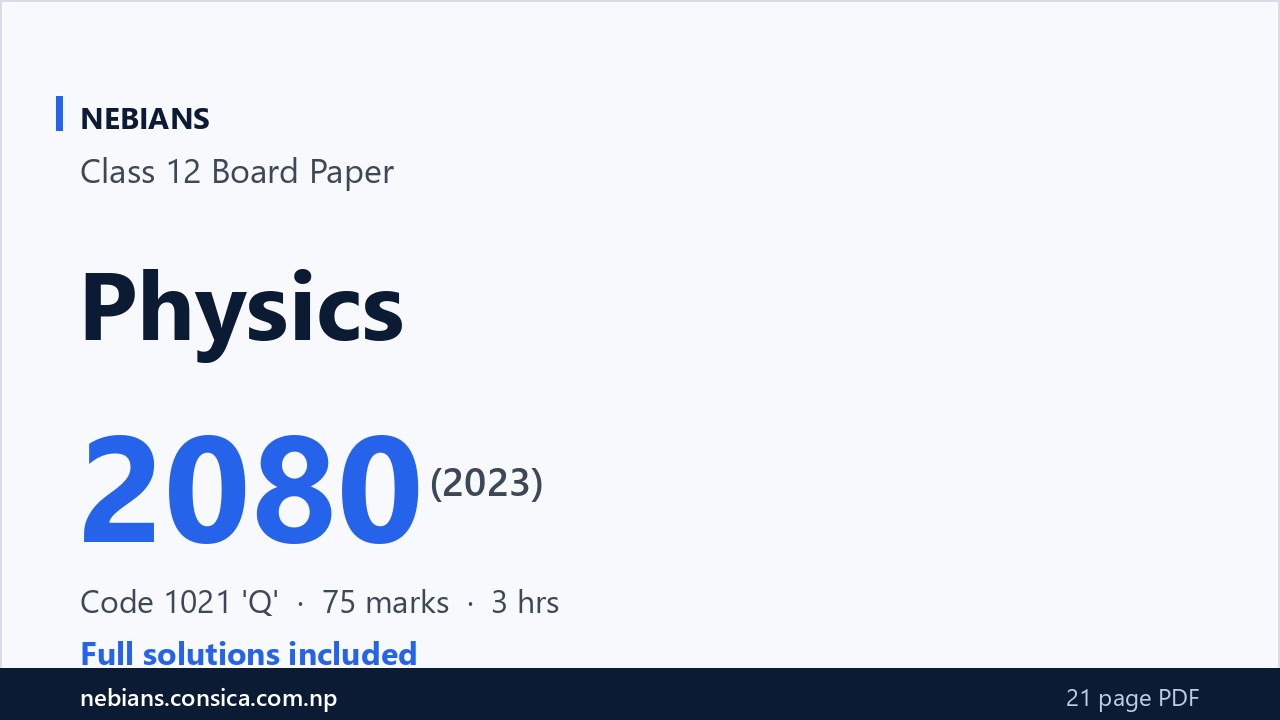 NEBIANS
Class 12 Board Paper
Physics
2080 (2023)
Code 1021 'Q' · 75 marks · 3 hrs
Full solutions included
nebians.consica.com.np
21 page PDF